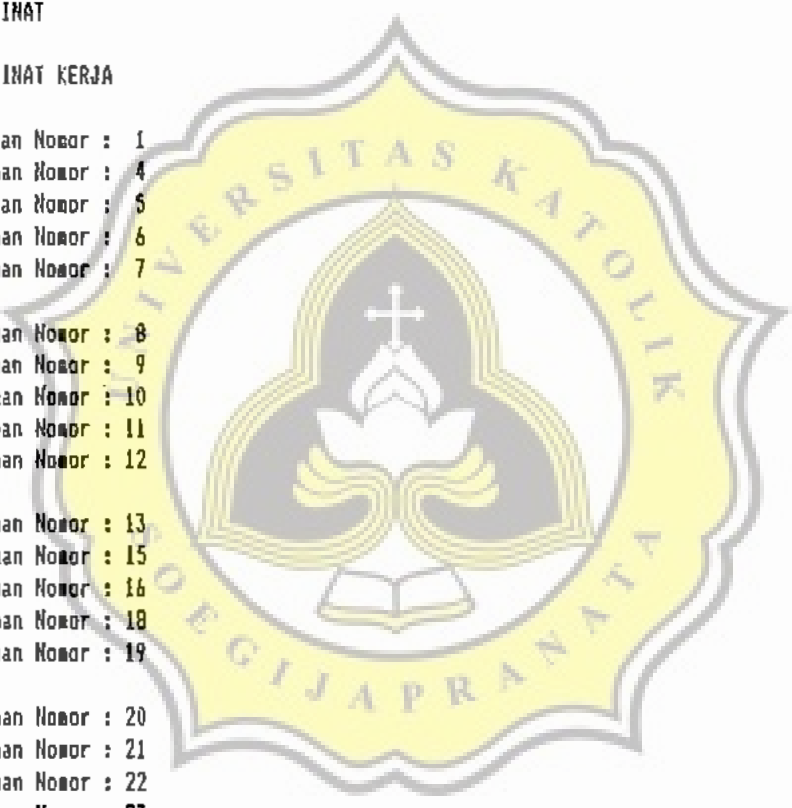 INAT
INAT KERJA
an Nomor : 1
an Nomor : 4
an Nomor : 5
an Nomor : 6
an Nomor : 7
an Nomor : 8
an Nomor : 9
an Nomor : 10
an Nomor : 11
an Nomor : 12
an Nomor : 13
an Nomor : 15
an Nomor : 16
an Nomor : 18
an Nomor : 19
an Nomor : 20
an Nomor : 21
an Nomor : 22
UNIVERSITAS KATOLIK
SOEGIJAPRANATA